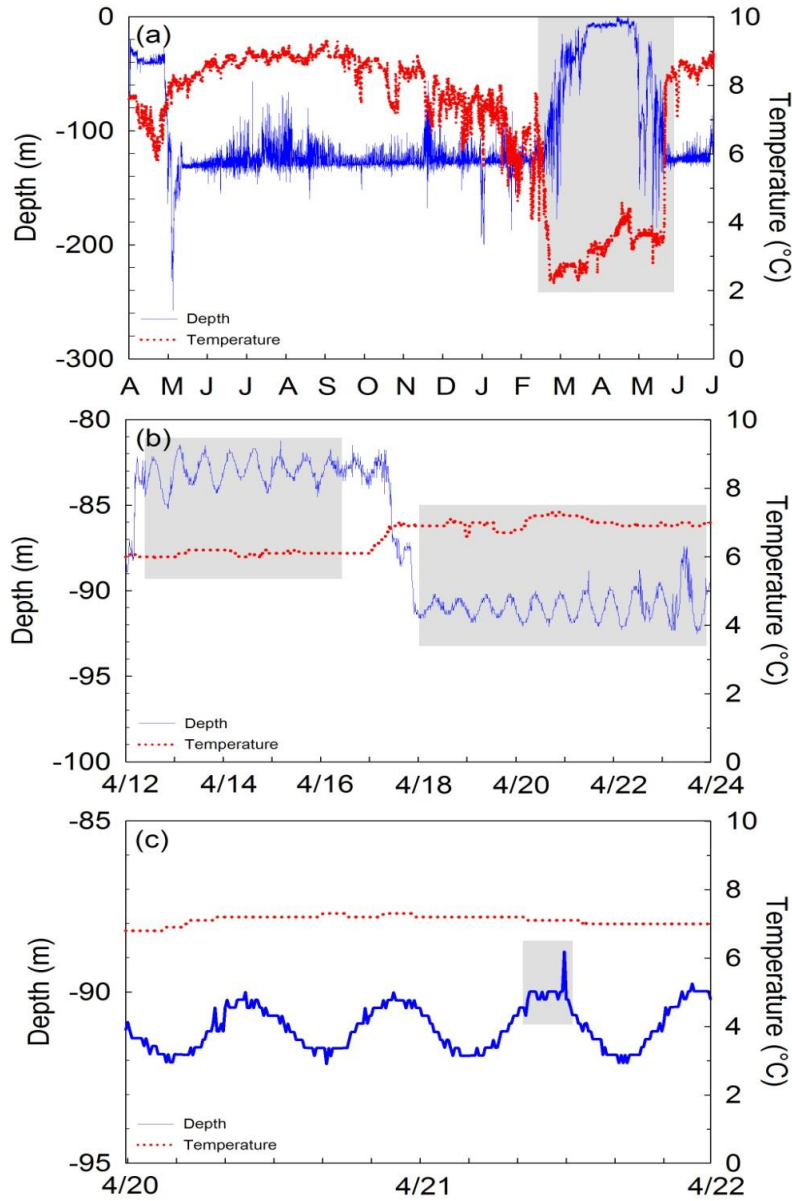 (a)
0
-100
-200
-300
Depth (m)
10
8
6
4
2
0
Temperature (°C)
Depth
Temperature
A M J J A S O N D J F M A M J J
(b)
-80
-85
-90
-95
-100
Depth (m)
10
8
6
4
2
0
Temperature (°C)
Depth
Temperature
4/12 4/14 4/16 4/18 4/20 4/22 4/24
(c)
-85
-90
-95
Depth (m)
10
8
6
4
2
0
Temperature (°C)
Depth
Temperature
4/20 4/21 4/22